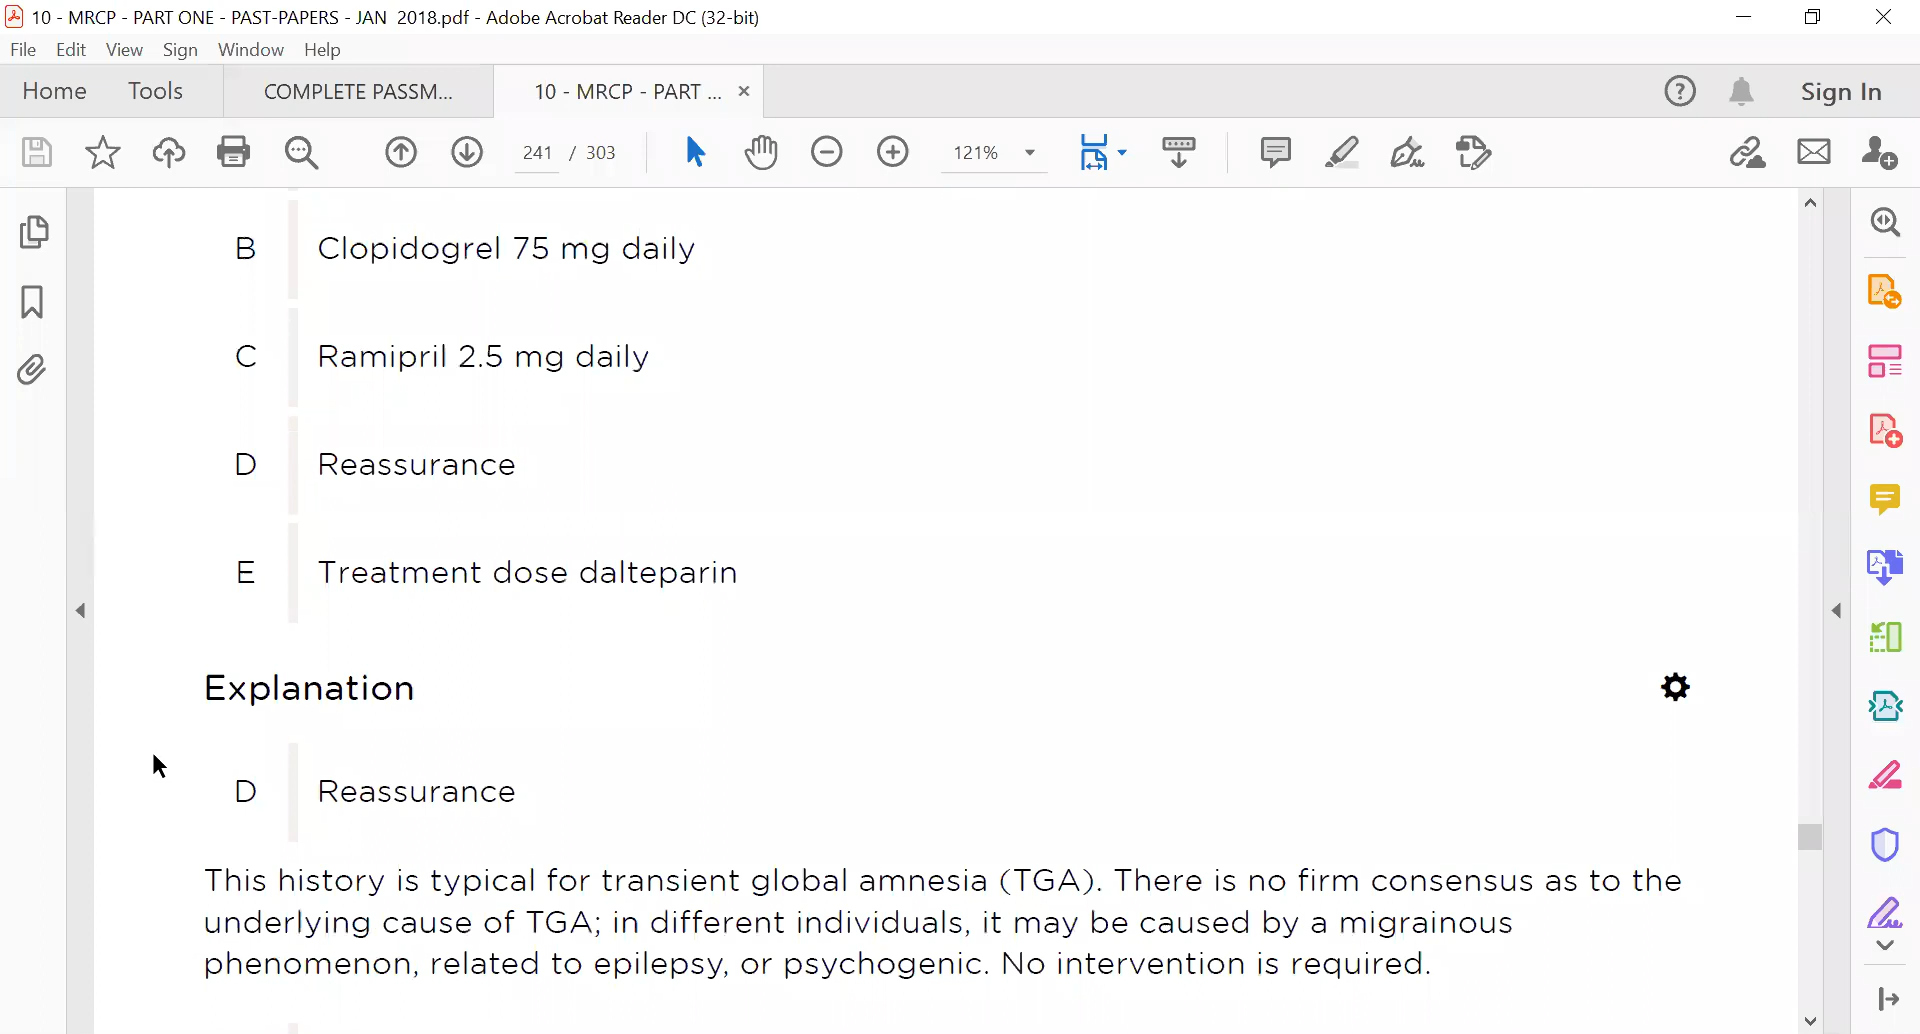 10 - MRCP - PART ONE - PAST-PAPERS - JAN  2018.pdf - Adobe Acrobat Reader DC (32-bit)
File Edit View Sign Window Help
Home Tools COMPLETE PASSM... 10 - MRCP - PART ... × Sign In
241 / 303 121%
B Clopidogrel 75 mg daily
C Ramipril 2.5 mg daily
D Reassurance
E Treatment dose dalteparin
Explanation
D Reassurance
This history is typical for transient global amnesia (TGA). There is no firm consensus as to the
underlying cause of TGA; in different individuals, it may be caused by a migrainous
phenomenon, related to epilepsy, or psychogenic. No intervention is required.